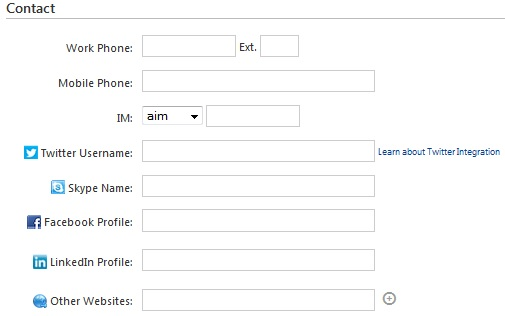 Contact
Work Phone: Ext.
Mobile Phone:
IM: aim
Twitter Username: Learn about Twitter Integration
Skype Name:
Facebook Profile:
LinkedIn Profile:
Other Websites: